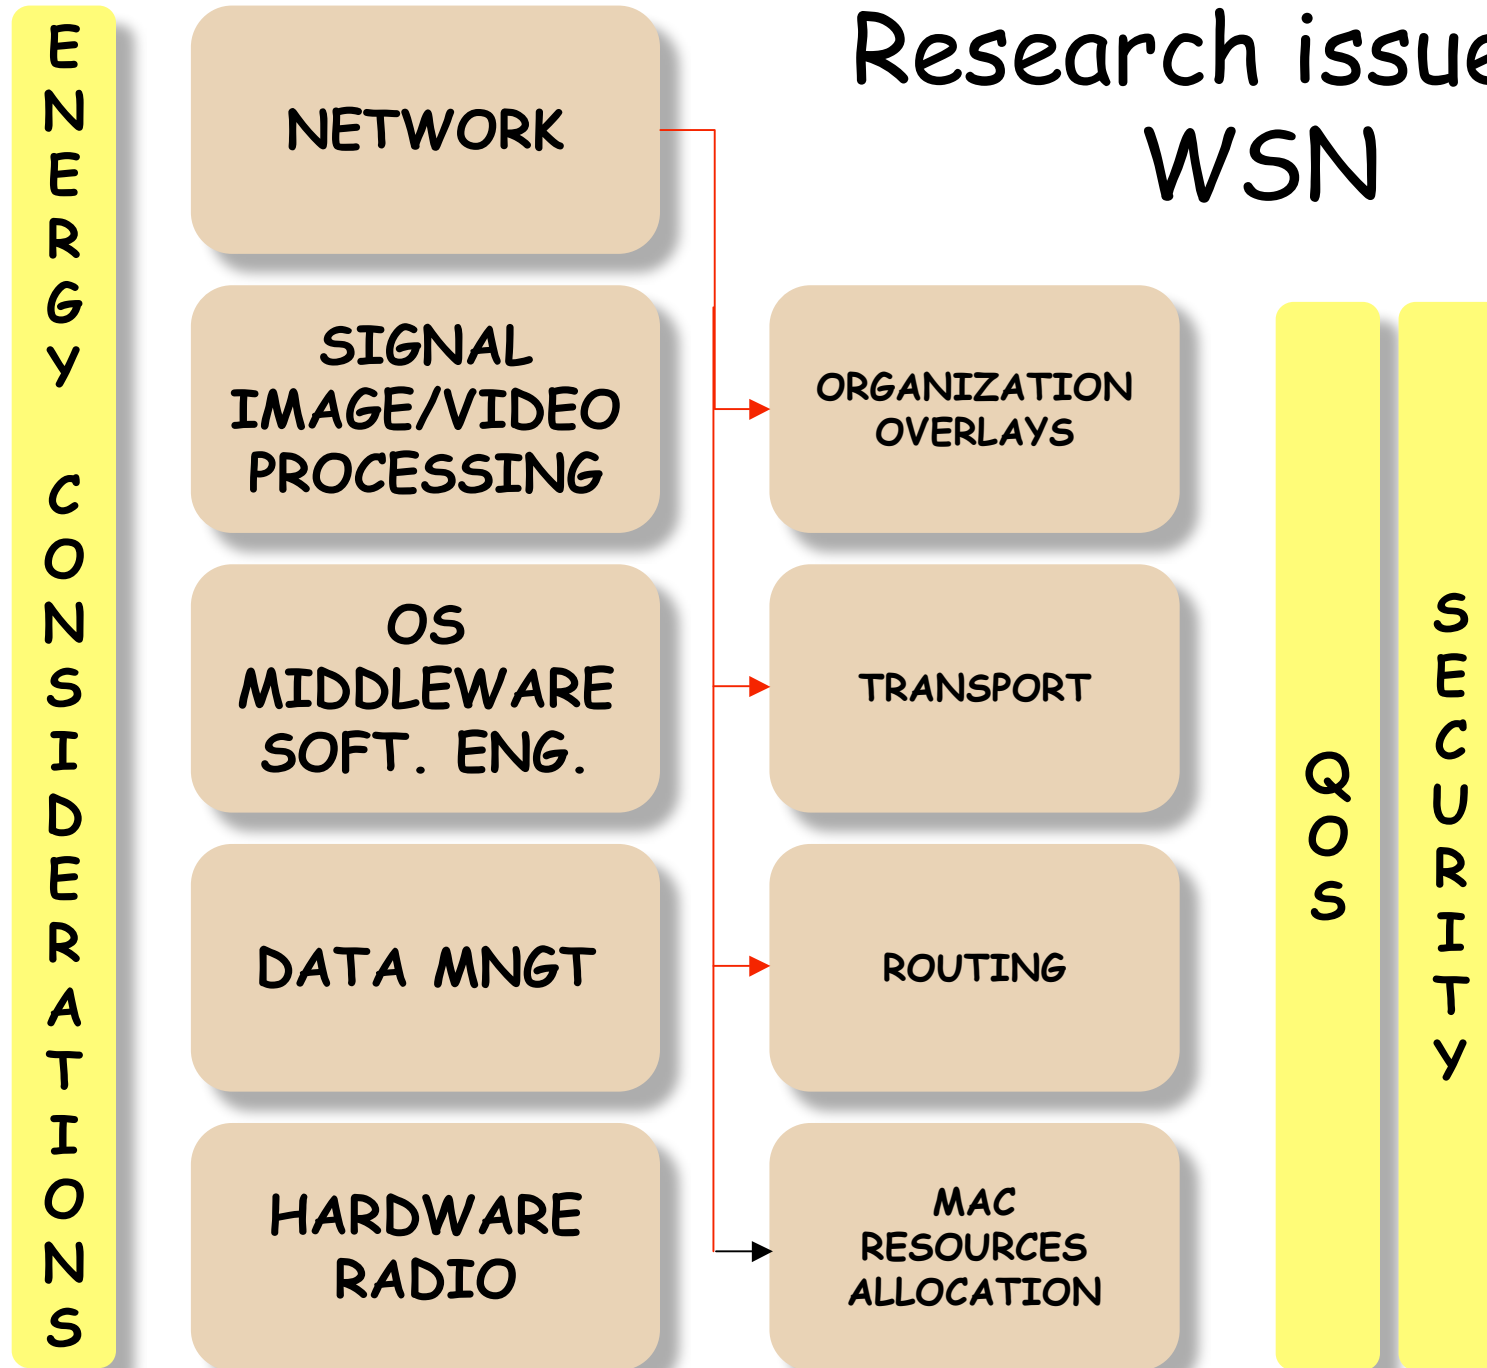 Research issue
WSN
ENERGY CONSIDERATIONS
NETWORK
SIGNAL
IMAGE/VIDEO
PROCESSING
OS
MIDDLEWARE
SOFT. ENG.
DATA MNGT
HARDWARE
RADIO
ORGANIZATION
OVERLAYS
TRANSPORT
ROUTING
MAC
RESOURCES
ALLOCATION
QOS
SECURITY